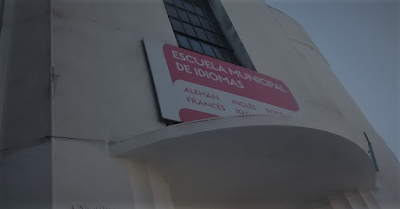 ESCUELA MUNICIPAL
DE IDIOMAS
ALEMÁN INGLÉS
FRANCÉS